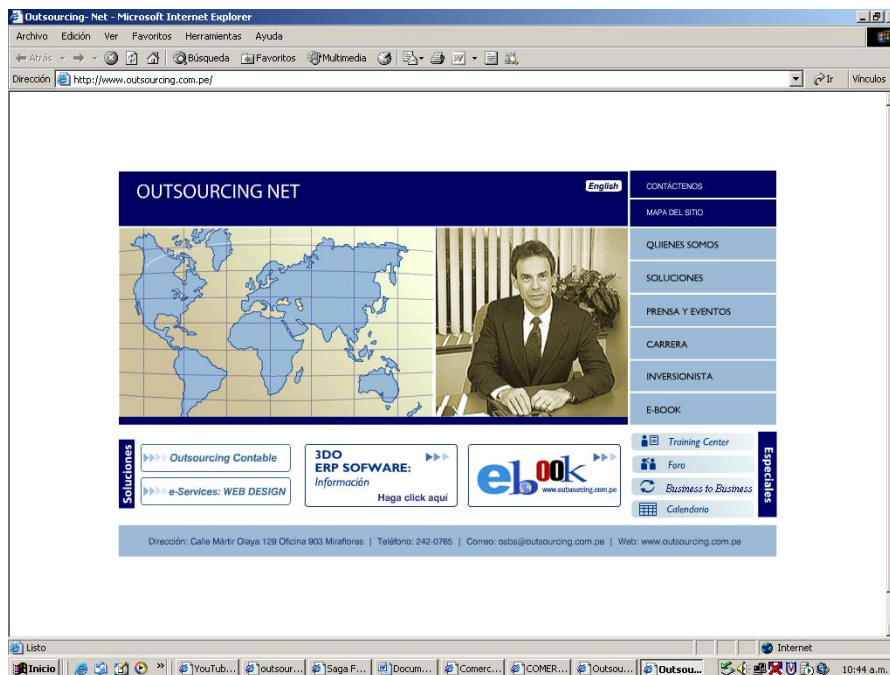 Outsourcing- Net - Microsoft Internet Explorer
Archivo Edición Ver Favoritos Herramientas Ayuda
Atrás Búsqueda Favoritos Multimedia
Dirección http://www.outsourcing.com.pe/ Ir Vínculos
OUTSOURCING NET
English
CONTÁCTENOS
MAPA DEL SITIO
QUIENES SOMOS
SOLUCIONES
PRENSA Y EVENTOS
CARRERA
INVERSIONISTA
E-BOOK
Soluciones
Outsourcing Contable
e-Services: WEB DESIGN
3DO
ERP SOFWARE:
Información
Haga click aquí
ebook
www.outsourcing.com.pe
Training Center
Foro
Business to Business
Calendario
Especiales
Dirección: Calle Mártir Olaya 129 Oficina 903 Miraflores | Teléfono: 242-0765 | Correo: osbs@outsourcing.com.pe | Web: www.outsourcing.com.pe
Listo Internet
Inicio YouTub... outsour... Saga F... Docum... Comerc... COMER... Outsou... Outsou... 10:44 a.m.